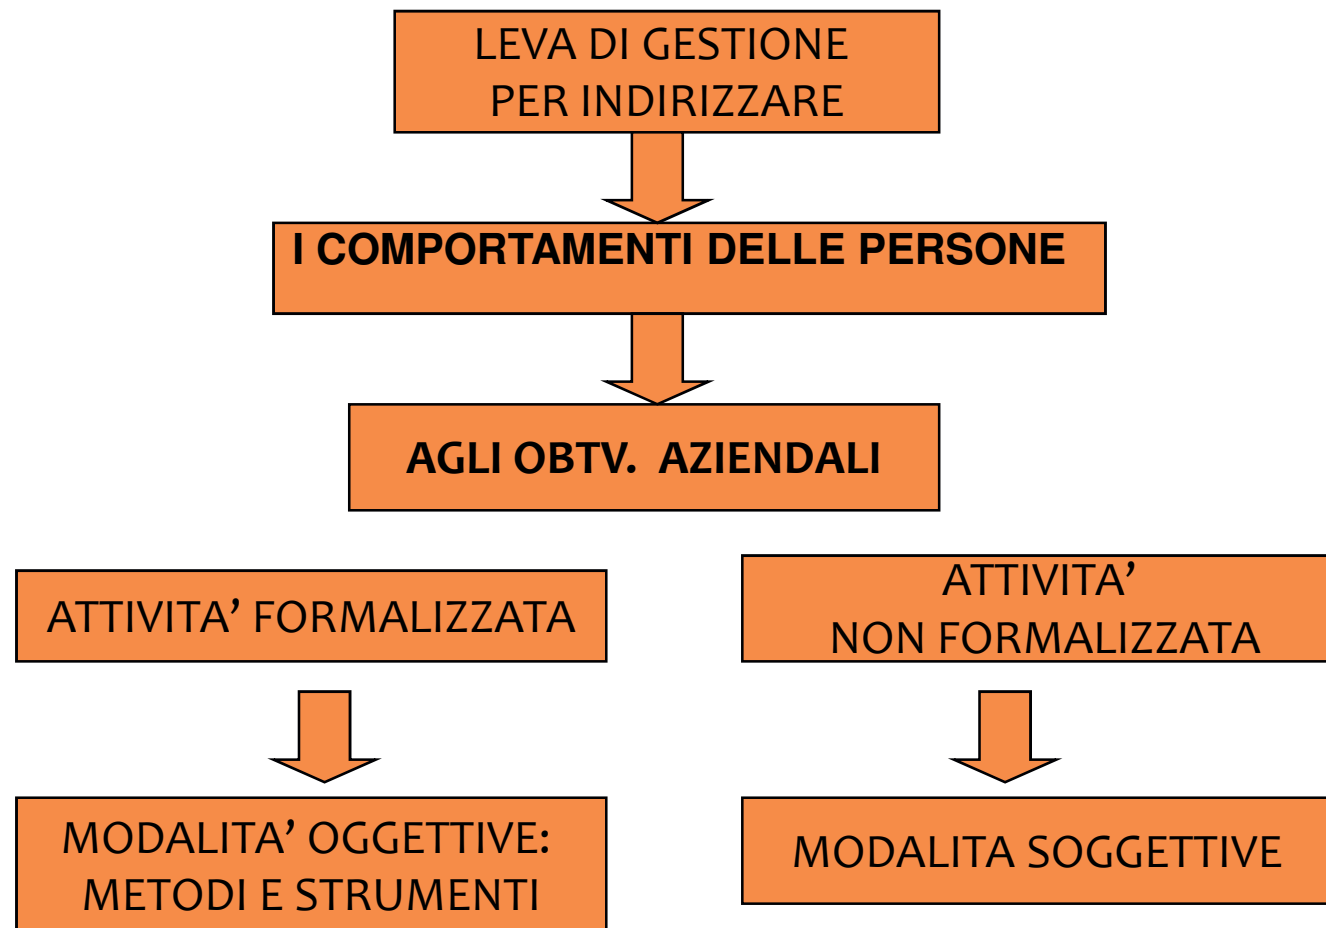 LEVA DI GESTIONE
PER INDIRIZZARE
I COMPORTAMENTI DELLE PERSONE
AGLI OBTV. AZIENDALI
ATTIVITA’ FORMALIZZATA
ATTIVITA’
NON FORMALIZZATA
MODALITA’ OGGETTIVE:
METODI E STRUMENTI
MODALITA SOGGETTIVE